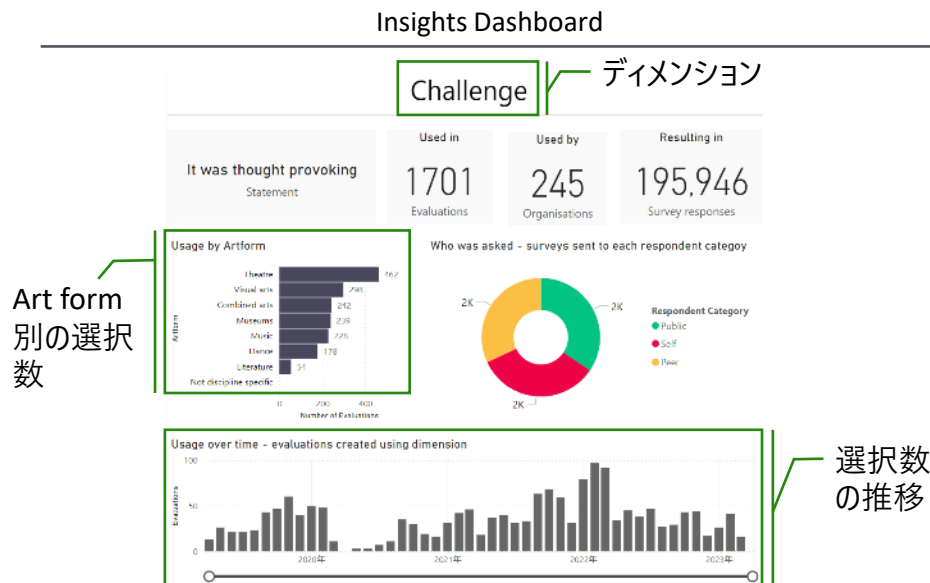 Insights Dashboard
Challenge
ディメンション
It was thought provoking
Statement
Used in
1701
Evaluations
Used by
245
Organisations
Resulting in
195,946
Survey responses
Usage by Artform
Artform
Theatre 462
Visual arts 298
Combined arts 242
Museums 239
Music 228
Dance 178
Literature 54
Not discipline specific
0 200 400
Number of Evaluations
Art form
別の選択
数
Who was asked - surveys sent to each respondent categoy
2K
2K
2K
Respondent Category
Public
Self
Peer
Usage over time - evaluations created using dimension
Evaluations
100
50
0
2020年 2021年 2022年 2023年
選択数
の推移